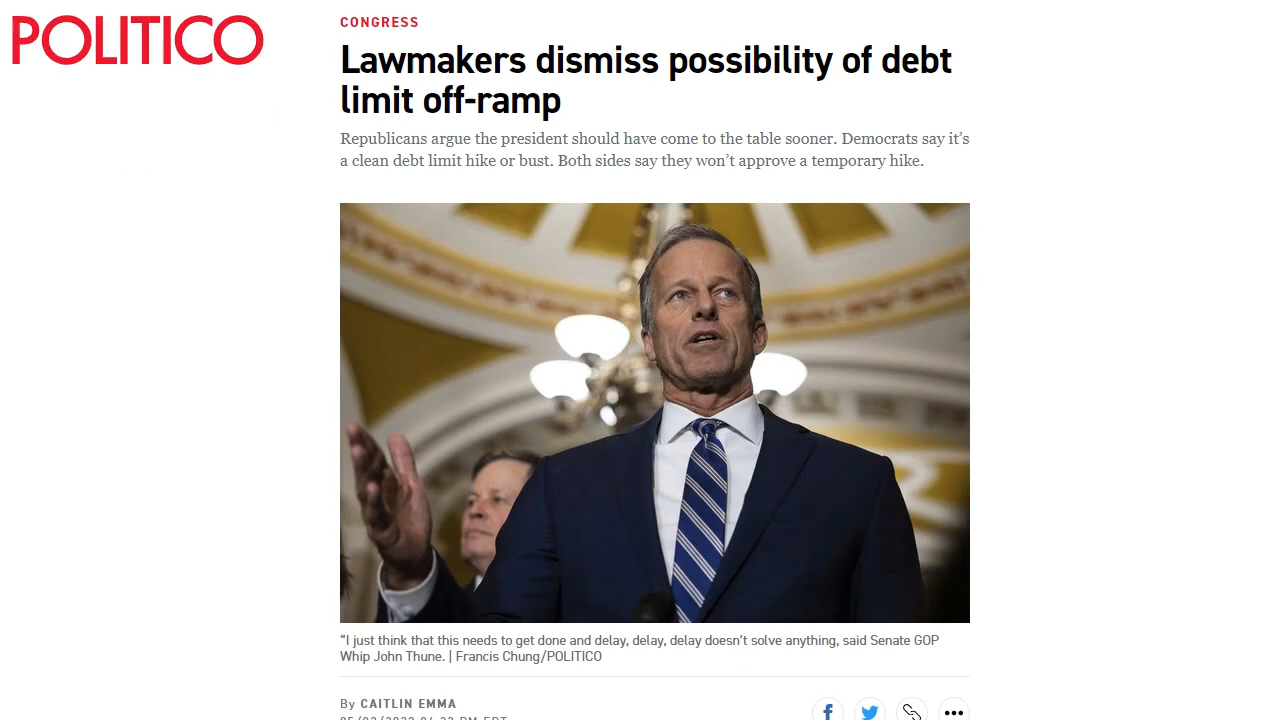 POLITICO
CONGRESS
Lawmakers dismiss possibility of debt
limit off-ramp
Republicans argue the president should have come to the table sooner. Democrats say it’s
a clean debt limit hike or bust. Both sides say they won’t approve a temporary hike.
“I just think that this needs to get done and delay, delay, delay doesn’t solve anything, said Senate GOP
Whip John Thune. | Francis Chung/POLITICO
By CAITLIN EMMA